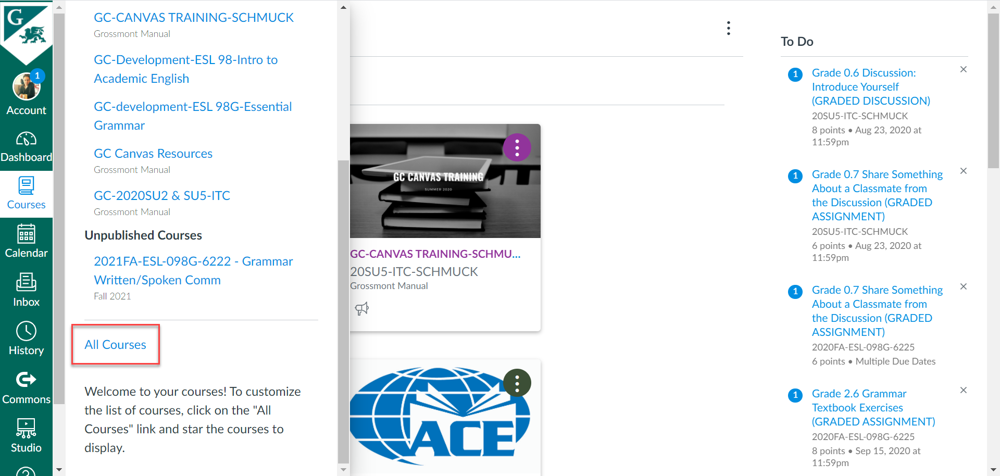 G
1
Account
Dashboard
Courses
Calendar
Inbox
History
Commons
Studio
?
GC-CANVAS TRAINING-SCHMUCK
Grossmont Manual
GC-Development-ESL 98-Intro to
Academic English
GC-development-ESL 98G-Essential
Grammar
GC Canvas Resources
Grossmont Manual
GC-2020SU2 & SU5-ITC
Grossmont Manual
Unpublished Courses
2021FA-ESL-098G-6222 - Grammar
Written/Spoken Comm
Fall 2021
All Courses
Welcome to your courses! To customize
the list of courses, click on the "All
Courses" link and star the courses to
display.
GC CANVAS TRAINING
SUMMER 2020
GC-CANVAS TRAINING-SCHMU...
20SU5-ITC-SCHMUCK
Grossmont Manual
ACE
To Do
1
Grade 0.6 Discussion:
Introduce Yourself
(GRADED DISCUSSION)
20SU5-ITC-SCHMUCK
8 points • Aug 23, 2020 at
11:59pm
1
Grade 0.7 Share Something
About a Classmate from
the Discussion (GRADED
ASSIGNMENT)
20SU5-ITC-SCHMUCK
6 points • Aug 23, 2020 at
11:59pm
1
Grade 0.7 Share Something
About a Classmate from
the Discussion (GRADED
ASSIGNMENT)
2020FA-ESL-098G-6225
6 points • Multiple Due Dates
1
Grade 2.6 Grammar
Textbook Exercises
(GRADED ASSIGNMENT)
2020FA-ESL-098G-6225
8 points • Sep 15, 2020 at
11:59pm